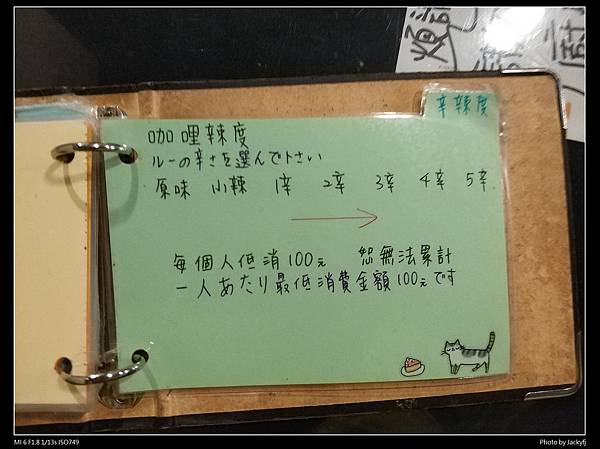 辛辣度
咖哩辣度
ルーの辛さを選んで下さい
原味 小辣 1辛 2辛 3辛 4辛 5辛
每個人低消100元 恕無法累計
一人あたり最低消費金額100元です
MI 6 F1.8 1/13s ISO749
Photo by Jackyfj